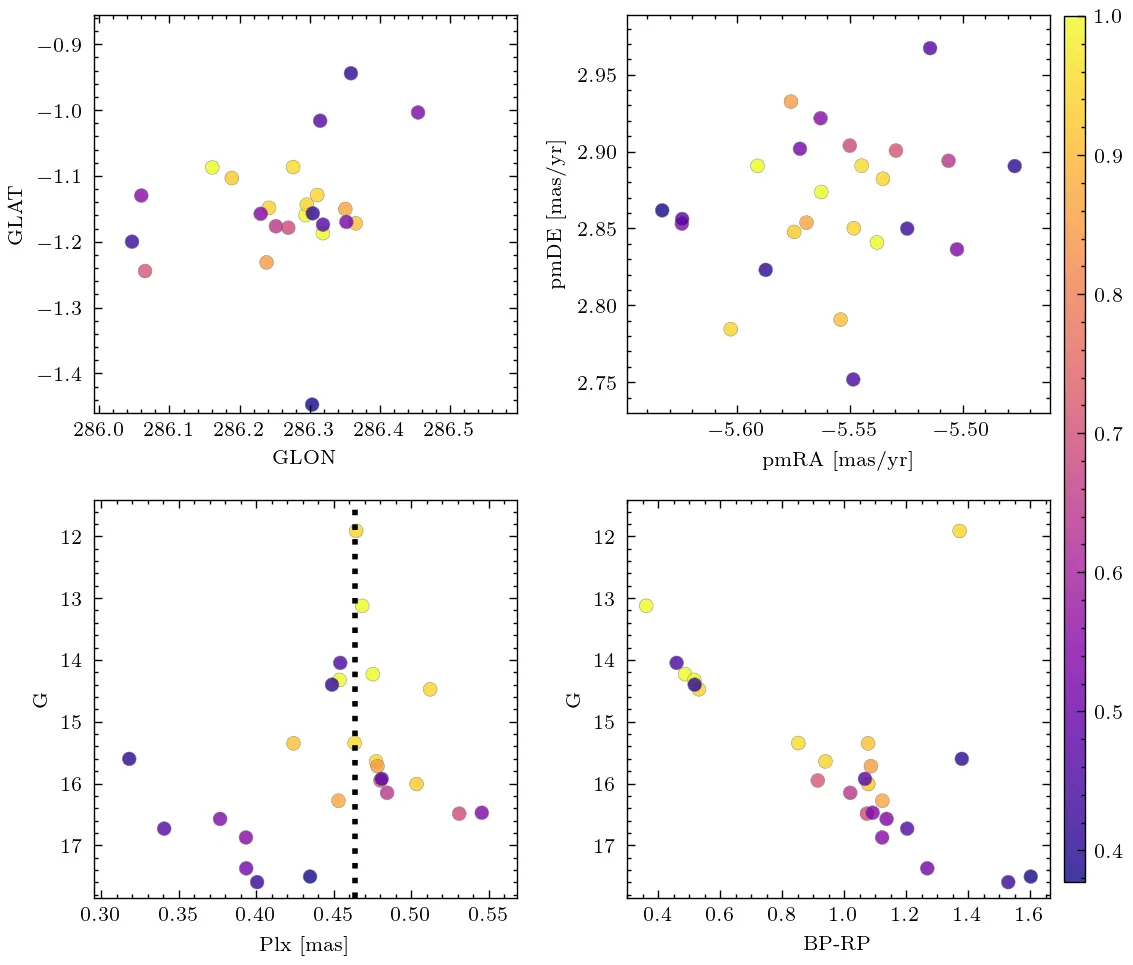 −0.9
−1.0
−1.1
−1.2
−1.3
−1.4
GLAT
286.0 286.1 286.2 286.3 286.4 286.5
GLON
2.95
2.90
2.85
2.80
2.75
pmDE [mas/yr]
−5.60 −5.55 −5.50
pmRA [mas/yr]
12
13
14
15
16
17
G
0.30 0.35 0.40 0.45 0.50 0.55
Plx [mas]
12
13
14
15
16
17
G
0.4 0.6 0.8 1.0 1.2 1.4 1.6
BP-RP
1.0
0.9
0.8
0.7
0.6
0.5
0.4